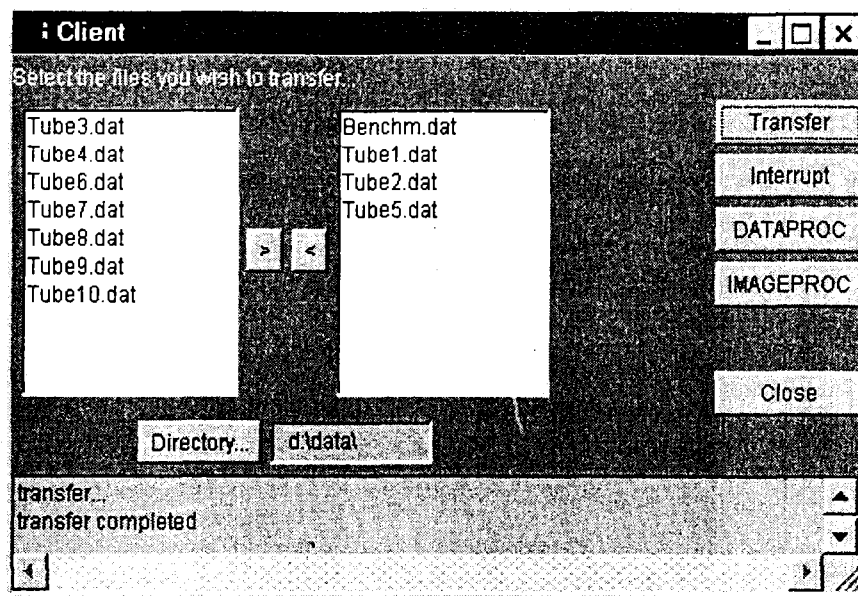 Client
Select the files you wish to transfer...
Tube3.dat
Tube4.dat
Tube6.dat
Tube7.dat
Tube8.dat
Tube9.dat
Tube10.dat
>
<
Benchm.dat
Tube1.dat
Tube2.dat
Tube5.dat
Transfer
Interrupt
DATAPROC
IMAGEPROC
Close
Directory...
d:\data\
transfer...
transfer completed